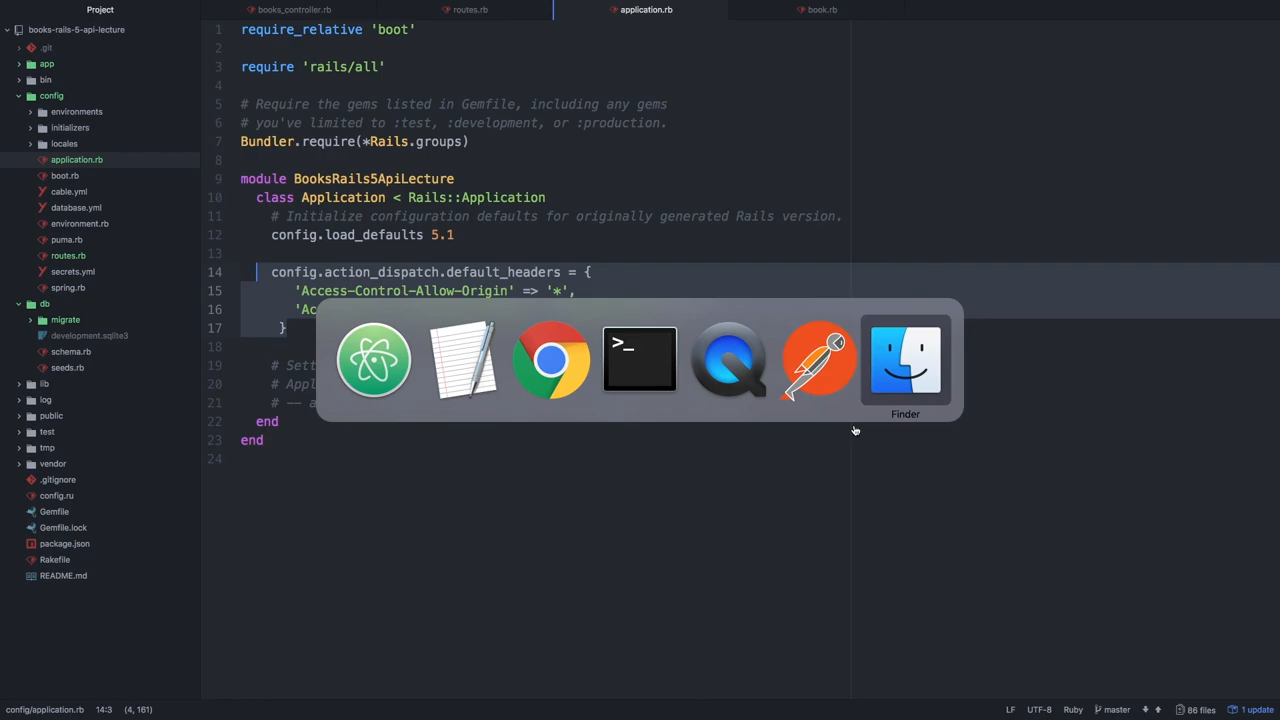 Project
books_controller.rb
routes.rb
application.rb
book.rb
books-rails-5-api-lecture
.git
app
bin
config
environments
initializers
locales
application.rb
boot.rb
cable.yml
database.yml
environment.rb
puma.rb
routes.rb
secrets.yml
spring.rb
db
migrate
development.sqlite3
schema.rb
seeds.rb
lib
log
public
test
tmp
vendor
.gitignore
config.ru
Gemfile
Gemfile.lock
package.json
Rakefile
README.md
1 require_relative 'boot'
2
3 require 'rails/all'
4
5 # Require the gems listed in Gemfile, including any gems
6 # you've limited to :test, :development, or :production.
7 Bundler.require(*Rails.groups)
8
9 module BooksRails5ApiLecture
10 class Application < Rails::Application
11 # Initialize configuration defaults for originally generated Rails version.
12 config.load_defaults 5.1
13
14 config.action_dispatch.default_headers = {
15 'Access-Control-Allow-Origin' => '*',
16 'Ac
17 }
18
19 # Sett
20 # Appl
21 # -- a
22 end
23 end
24
>_
Finder
config/application.rb 14:3 (4, 161)
LF UTF-8 Ruby master 86 files 1 update